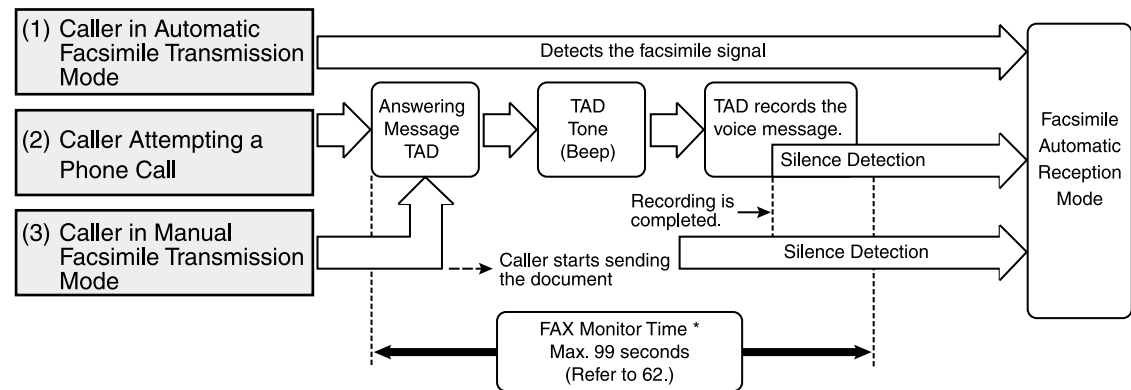 (1) Caller in Automatic
Facsimile Transmission
Mode
Detects the facsimile signal
(2) Caller Attempting a
Phone Call
Answering
Message
TAD
TAD
Tone
(Beep)
TAD records the
voice message.
Silence Detection
Recording is
completed.
(3) Caller in Manual
Facsimile Transmission
Mode
Caller starts sending
the document
Silence Detection
Facsimile
Automatic
Reception
Mode
FAX Monitor Time *
Max. 99 seconds
(Refer to 62.)